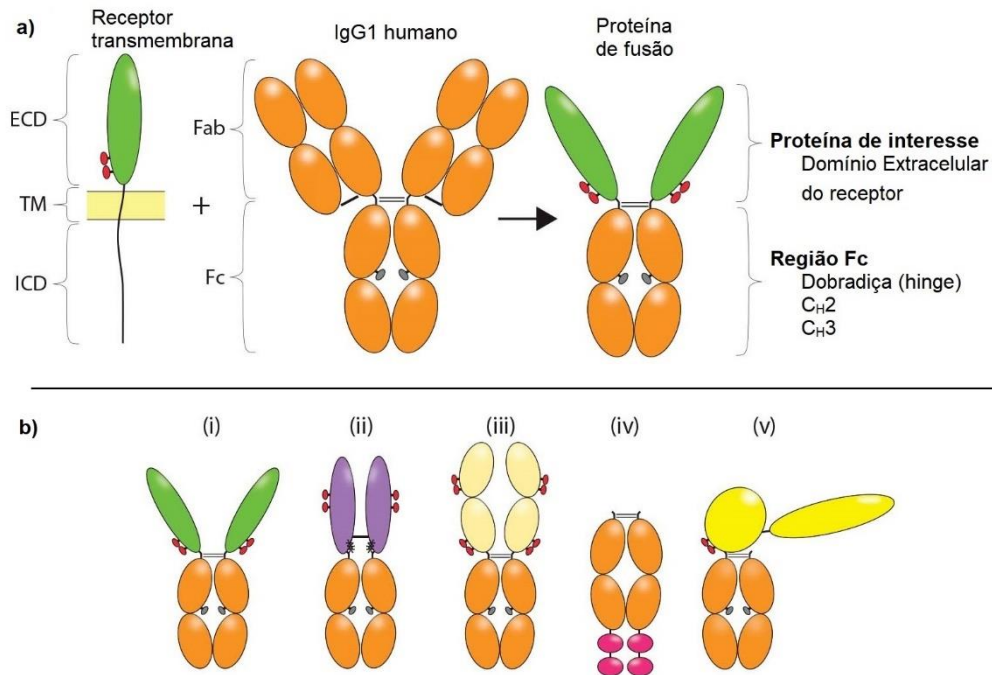 a)
Receptor
transmembrana
IgG1 humano
Proteína
de fusão
ECD
TM
ICD
+
Fab
Fc
Proteína de interesse
Domínio Extracelular
do receptor
Região Fc
Dobradiça (hinge)
CH2
CH3
b)
(i)
(ii)
(iii)
(iv)
(v)